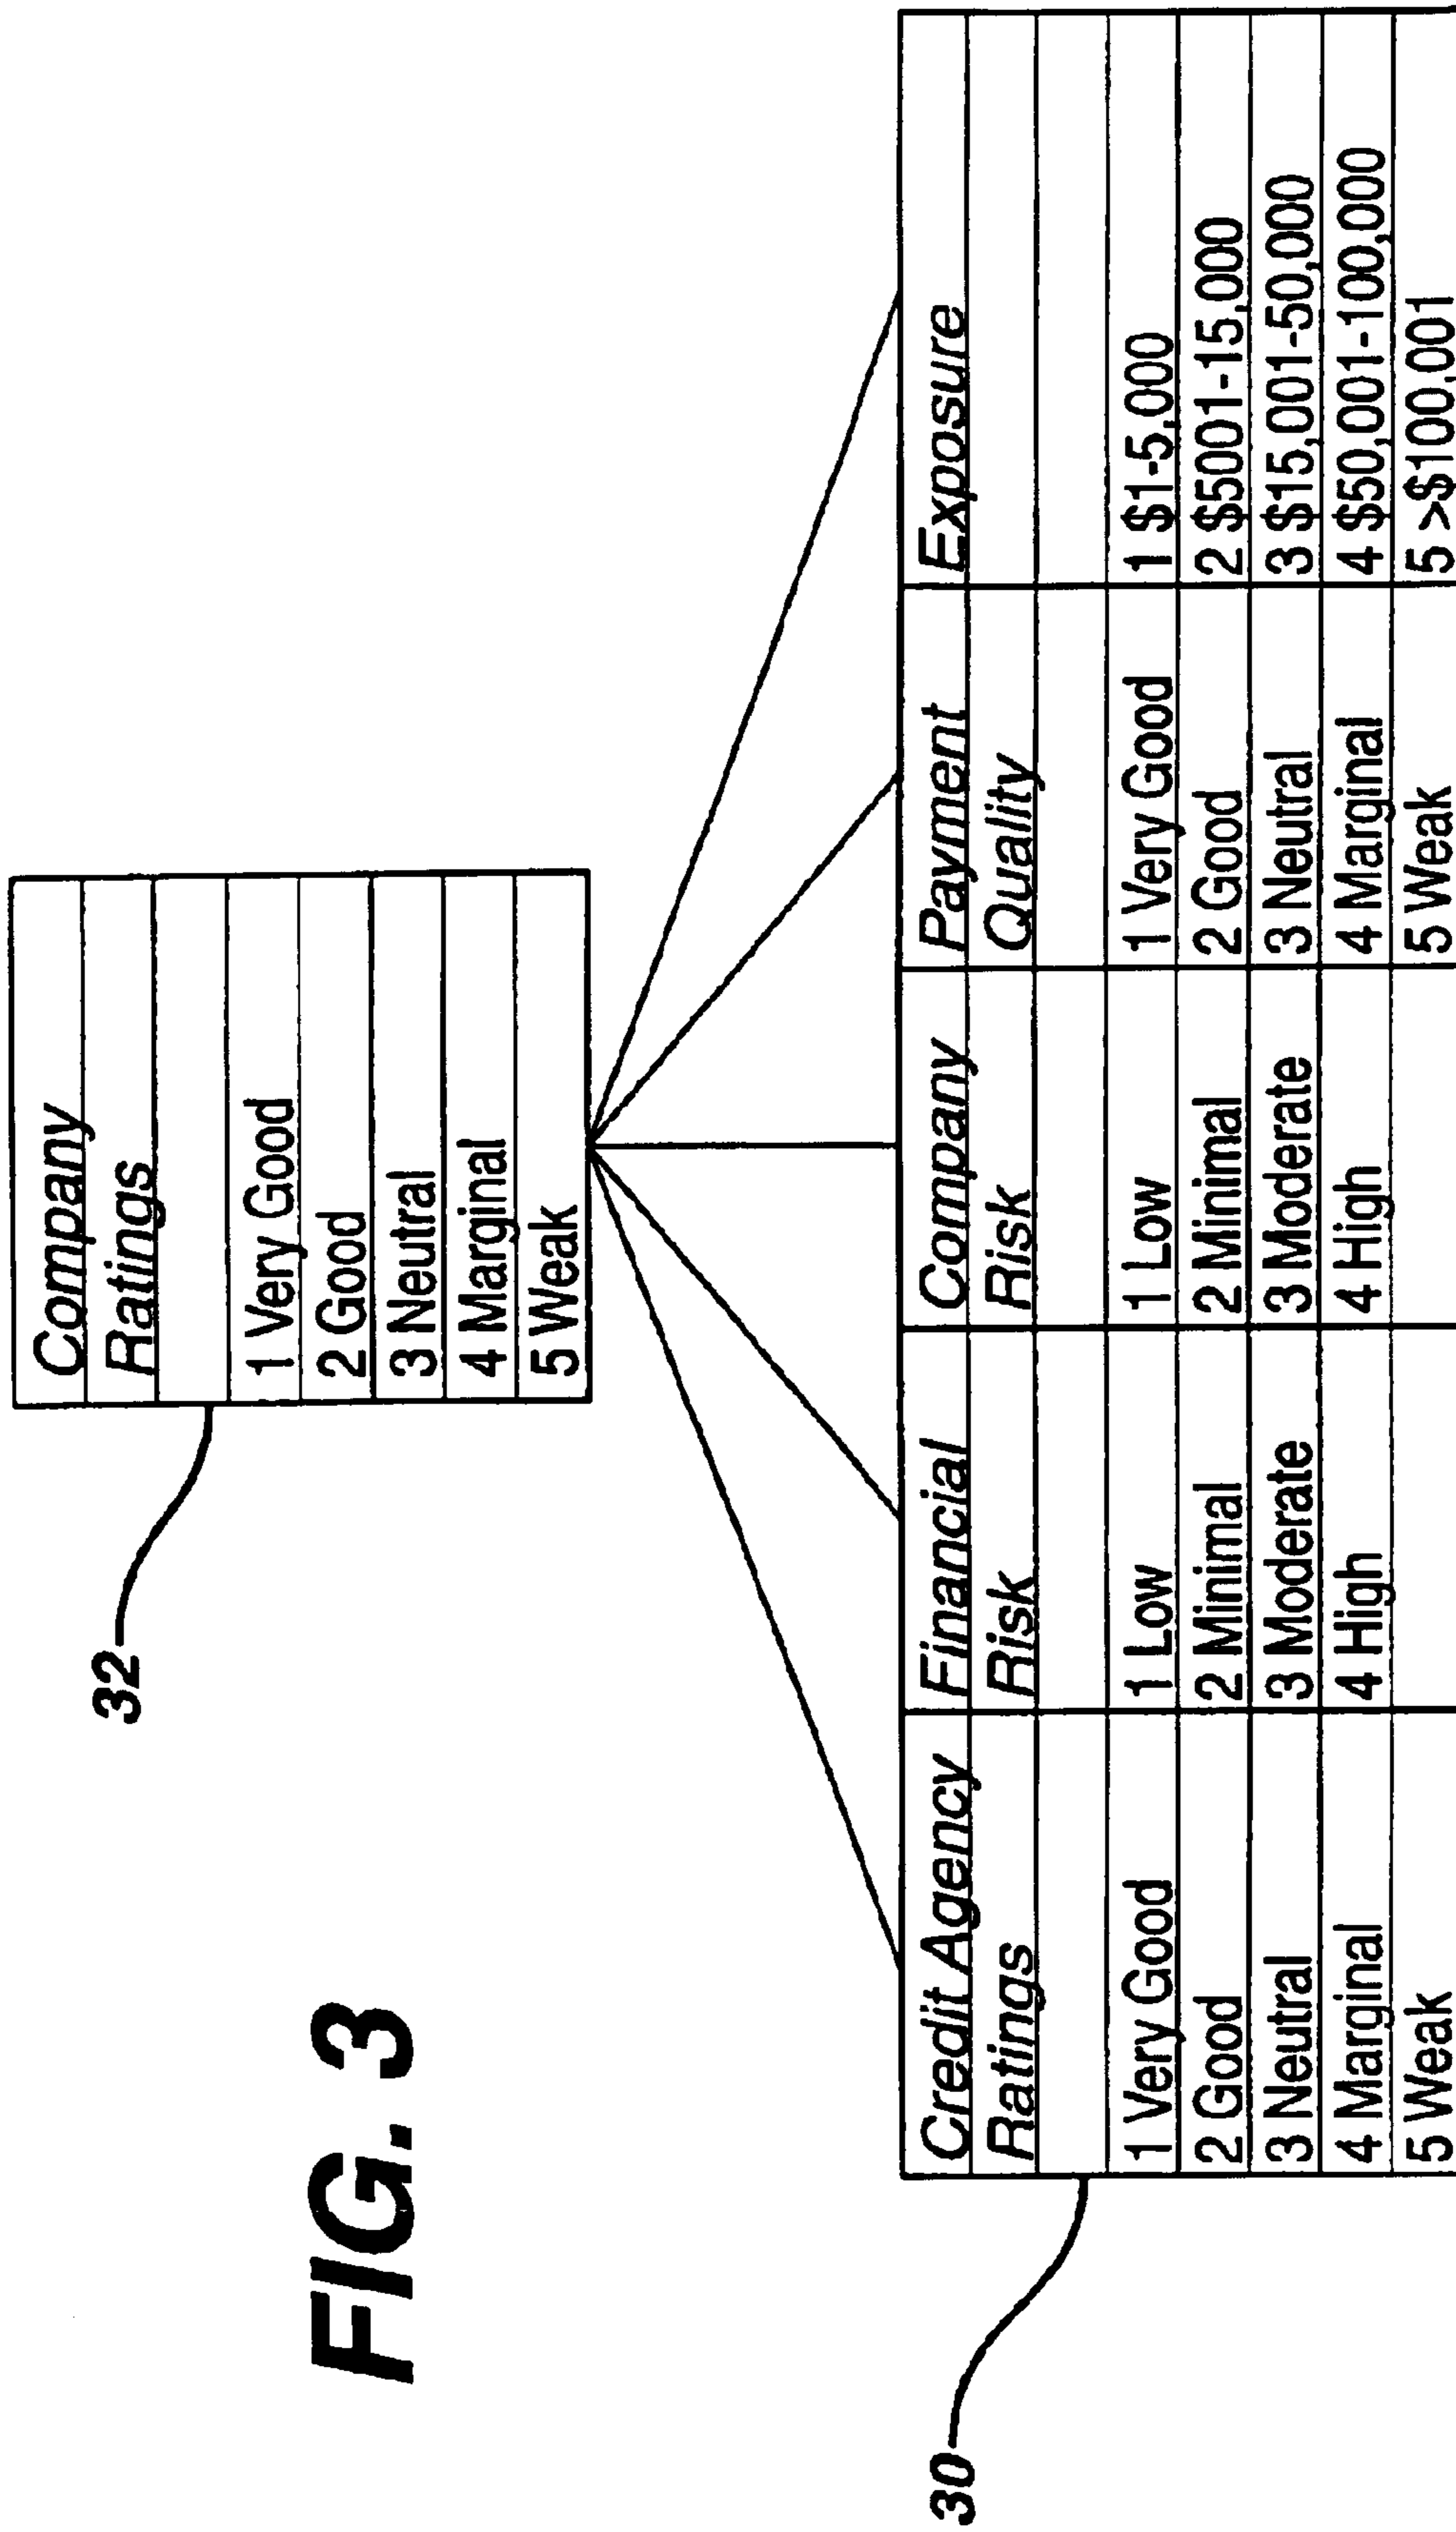 FIG. 3
32
Company
Ratings
1 Very Good
2 Good
3 Neutral
4 Marginal
5 Weak
30
Credit Agency Financial Company Payment Exposure
Ratings Risk Risk Quality
1 Very Good 1 Low 1 Low 1 Very Good 1 $1-5,000
2 Good 2 Minimal 2 Minimal 2 Good 2 $5001-15,000
3 Neutral 3 Moderate 3 Moderate 3 Neutral 3 $15,001-50,000
4 Marginal 4 High 4 High 4 Marginal 4 $50,001-100,000
5 Weak 5 Weak 5 >$100,001